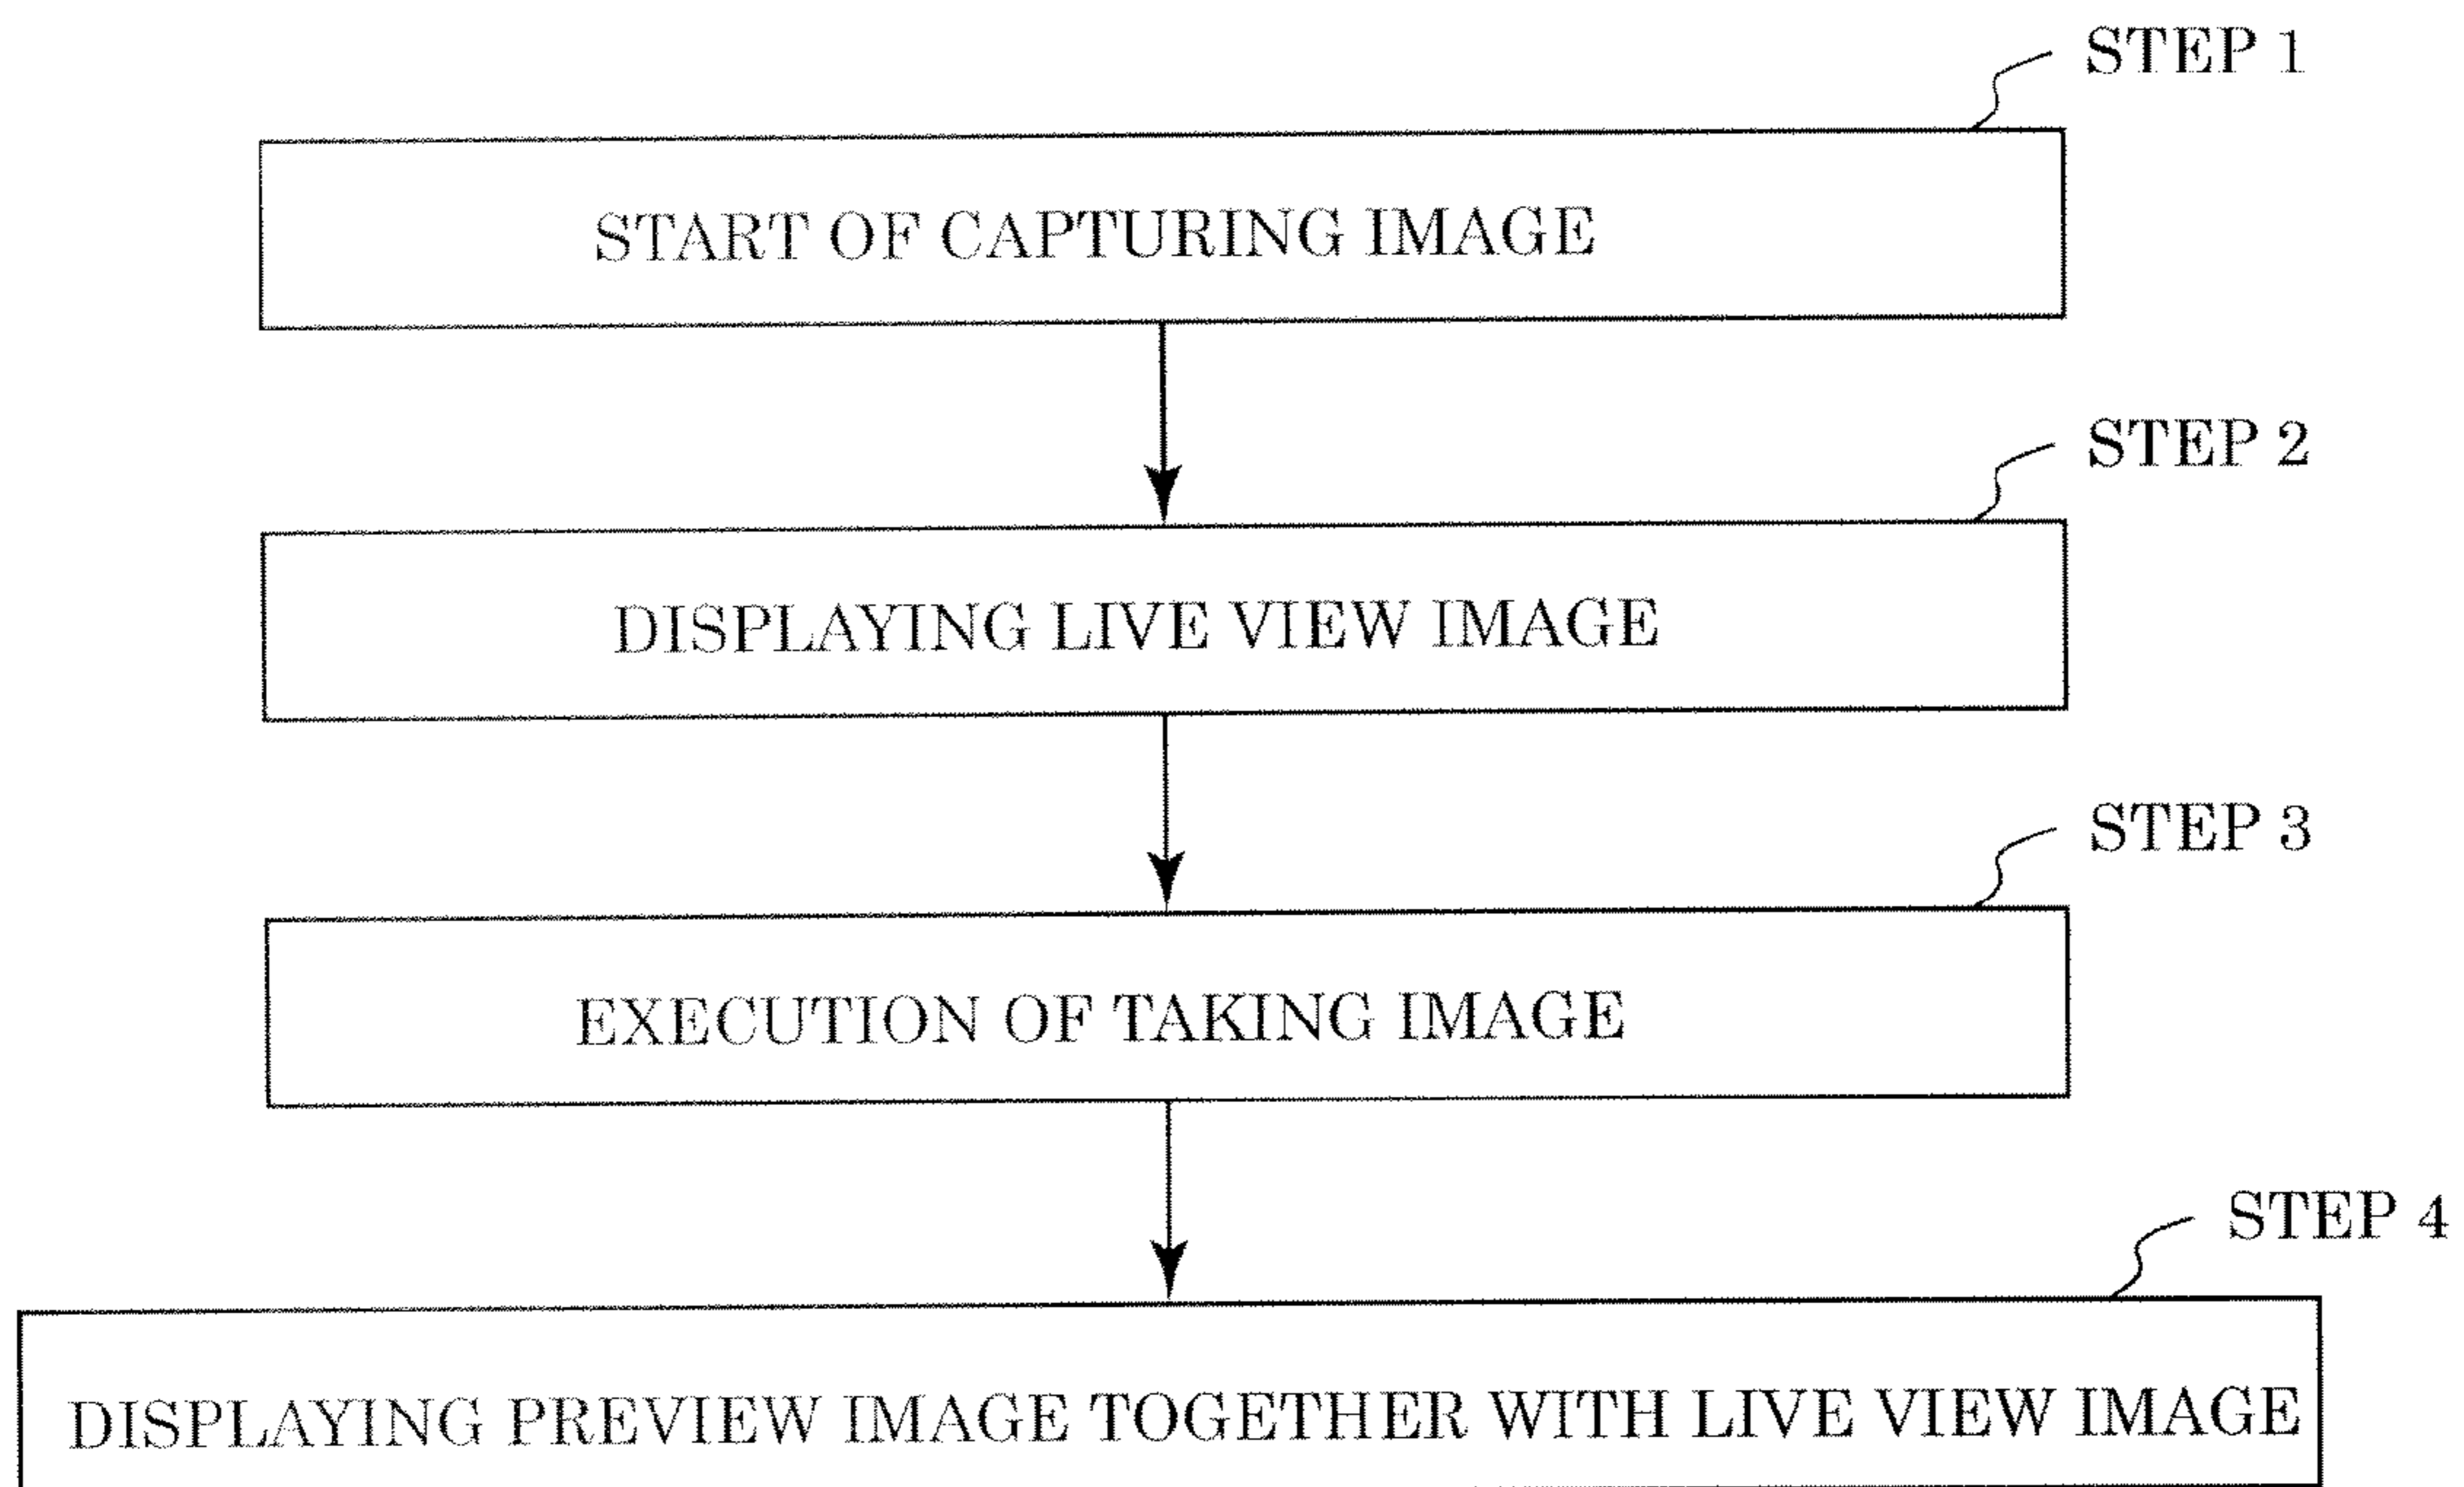 STEP 1
START OF CAPTURING IMAGE
STEP 2
DISPLAYING LIVE VIEW IMAGE
STEP 3
EXECUTION OF TAKING IMAGE
STEP 4
DISPLAYING PREVIEW IMAGE TOGETHER WITH LIVE VIEW IMAGE